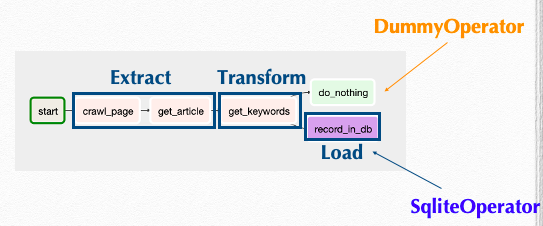 DummyOperator
Extract
Transform
do_nothing
start
crawl_page
get_article
get_keywords
record_in_db
Load
SqliteOperator